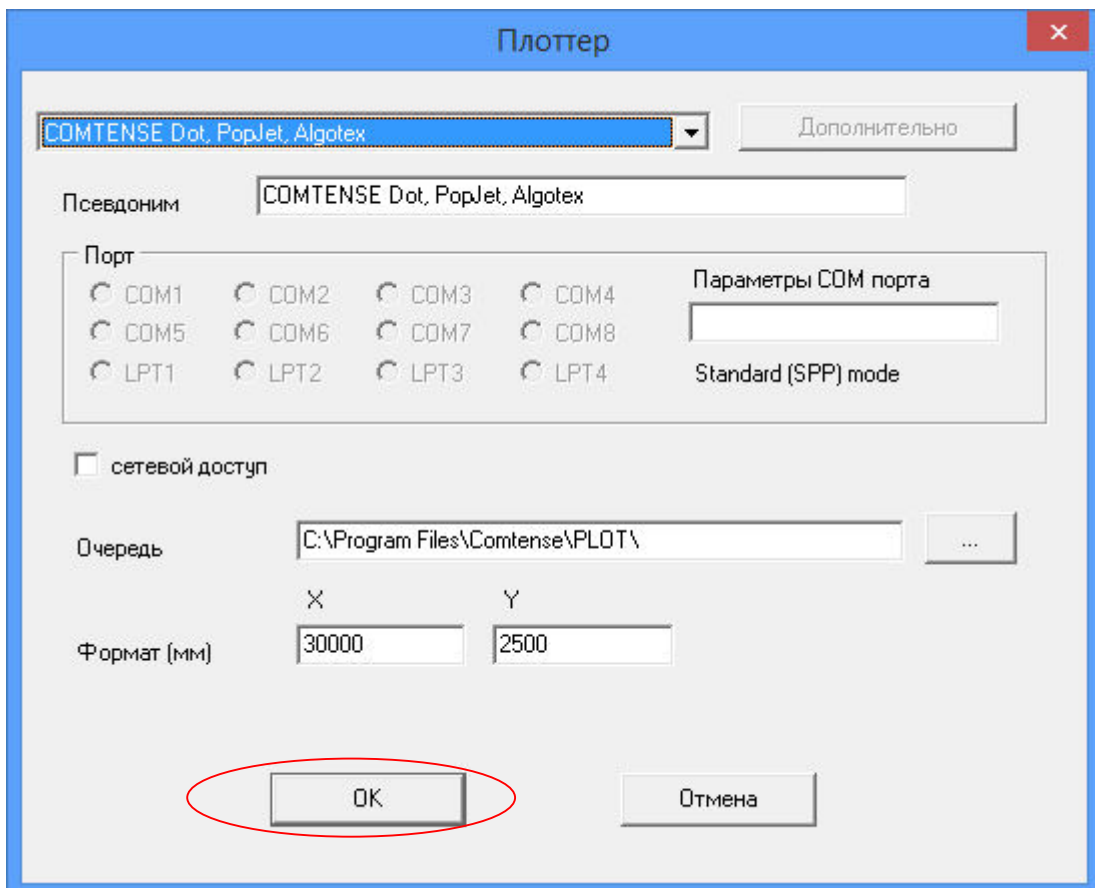 Плоттер
COMTENSE Dot, PopJet, Algotex
Дополнительно
Псевдоним
COMTENSE Dot, PopJet, Algotex
Порт
COM1 COM2 COM3 COM4
COM5 COM6 COM7 COM8
LPT1 LPT2 LPT3 LPT4
Параметры COM порта
Standard (SPP) mode
сетевой доступ
Очередь
C:\Program Files\Comtense\PLOT\
...
X Y
Формат (мм)
30000
2500
OK
Отмена